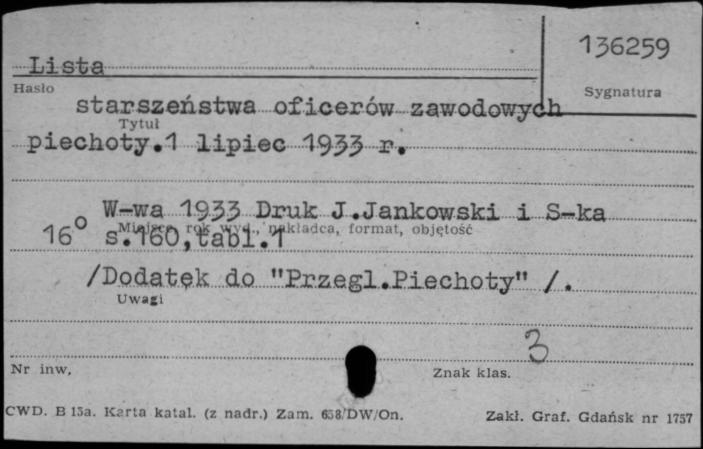 136259
Lista
Hasło
Sygnatura
starszeństwa oficerów zawodowych
Tytuł
piechoty.1 lipiec 1933 r.
W-wa 1933 Druk J.Jankowski i S-ka
Miejsce, rok wyd., nakładca, format, objętość
16° s.160,tabl.1
/Dodatek do "Przegl.Piechoty" /.
Uwagi
3
Nr inw.
Znak klas.
CWD. B 15a. Karta katal. (z nadr.) Zam. 658/DW/On.
Zakł. Graf. Gdańsk nr 1757